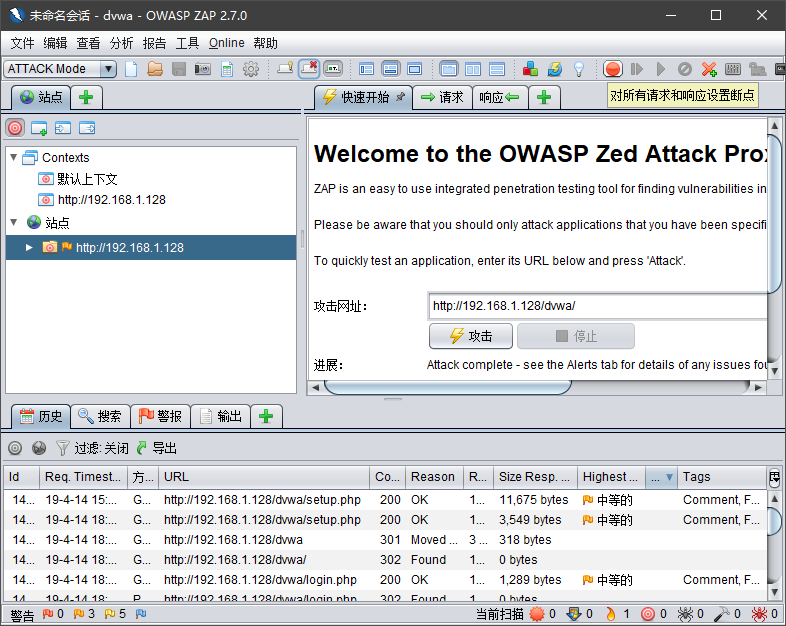 未命名会话 - dvwa - OWASP ZAP 2.7.0
文件 编辑 查看 分析 报告 工具 Online 帮助
ATTACK Mode
站点
快速开始 请求 响应
对所有请求和响应设置断点
Contexts
默认上下文
http://192.168.1.128
站点
http://192.168.1.128
Welcome to the OWASP Zed Attack Pro
ZAP is an easy to use integrated penetration testing tool for finding vulnerabilities in
Please be aware that you should only attack applications that you have been specifi
To quickly test an application, enter its URL below and press 'Attack'.
攻击网址: http://192.168.1.128/dvwa/
攻击 停止
进展: Attack complete - see the Alerts tab for details of any issues fou
历史 搜索 警报 输出
过滤: 关闭 导出
Id Req. Timest... 方... URL Co... Reason R... Size Resp. ... Highest ... ... Tags
14... 19-4-14 15:... G... http://192.168.1.128/dvwa/setup.php 200 OK 1... 11,675 bytes 中等的 Comment, F...
14... 19-4-14 18:... G... http://192.168.1.128/dvwa/setup.php 200 OK 1... 3,549 bytes 中等的 Comment, F...
14... 19-4-14 18:... G... http://192.168.1.128/dvwa 301 Moved ... 3 ... 318 bytes
14... 19-4-14 18:... G... http://192.168.1.128/dvwa/ 302 Found 1... 0 bytes
14... 19-4-14 18:... G... http://192.168.1.128/dvwa/login.php 200 OK 1... 1,289 bytes 中等的 Comment, F...
14... 19-4-14 18:... P... http://192.168.1.128/dvwa/login.php 302 Found 1... 0 bytes
警告 0 3 5 当前扫描 0 0 1 0 0 0 0